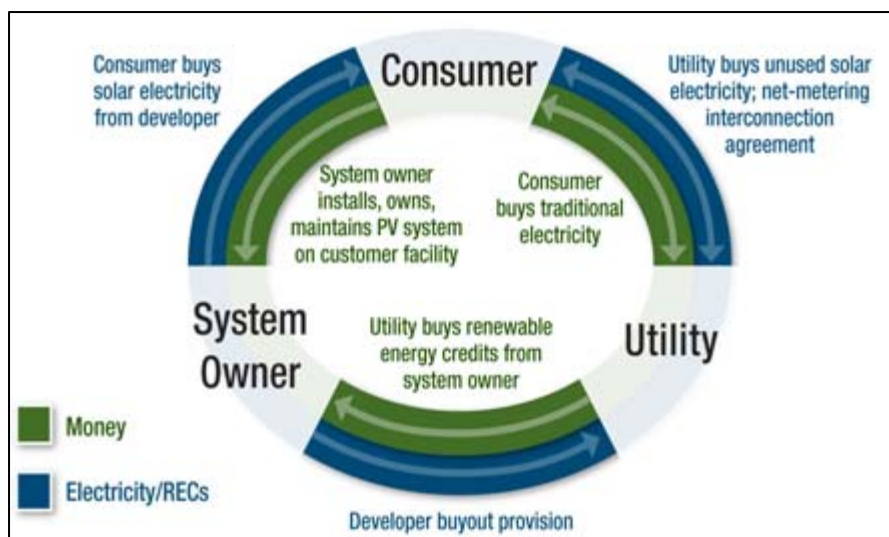 Consumer buys
solar electricity
from developer
Consumer
Utility buys unused solar
electricity; net-metering
interconnection
agreement
System owner
installs, owns,
maintains PV system
on customer facility
Consumer
buys traditional
electricity
System
Owner
Utility buys renewable
energy credits from
system owner
Utility
Money
Electricity/RECs
Developer buyout provision